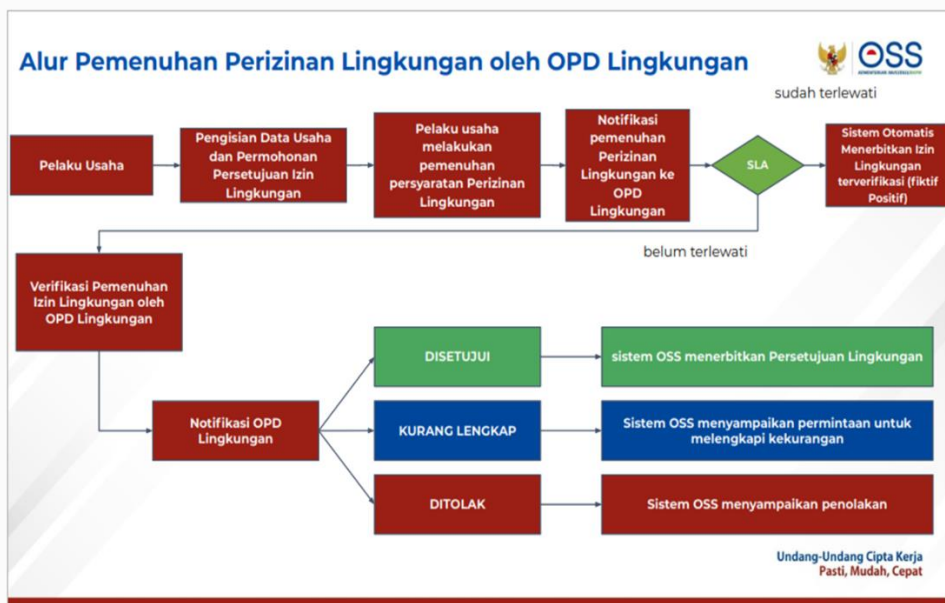 Alur Pemenuhan Perizinan Lingkungan oleh OPD Lingkungan
OSS
sudah terlewati
Pelaku Usaha
Pengisian Data Usaha
dan Permohonan
Persetujuan Izin
Lingkungan
Pelaku usaha
melakukan
pemenuhan
persyaratan Perizinan
Lingkungan
Notifikasi
pemenuhan
Perizinan
Lingkungan ke
OPD
Lingkungan
SLA
Sistem Otomatis
Menerbitkan Izin
Lingkungan
terverifikasi (fiktif
Positif)
belum terlewati
Verifikasi Pemenuhan
Izin Lingkungan oleh
OPD Lingkungan
Notifikasi OPD
Lingkungan
DISETUJUI
sistem OSS menerbitkan Persetujuan Lingkungan
KURANG LENGKAP
Sistem OSS menyampaikan permintaan untuk
melengkapi kekurangan
DITOLAK
Sistem OSS menyampaikan penolakan
Undang-Undang Cipta Kerja
Pasti, Mudah, Cepat